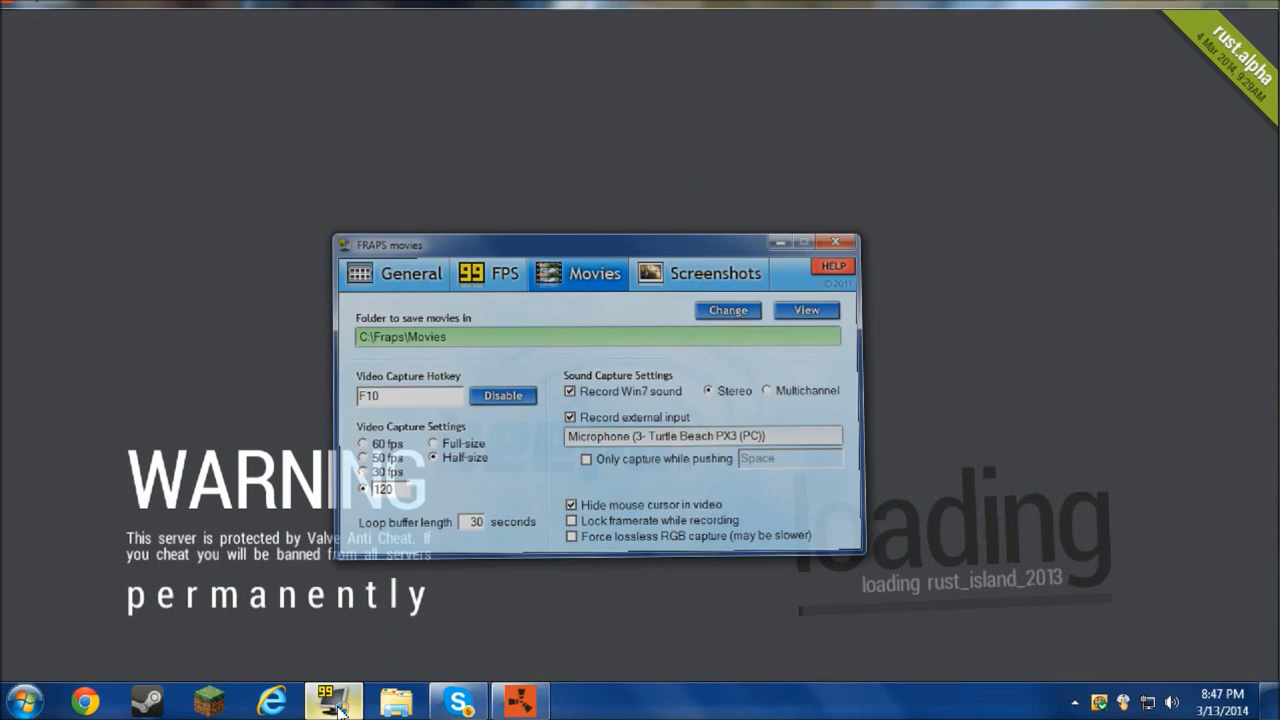 rust.alpha
4 Mar 2014, 9:29AM
FRAPS movies
General
99 FPS
Movies
Screenshots
HELP
© 2011
Folder to save movies in
Change
View
C:\Fraps\Movies
Video Capture Hotkey
F10
Disable
Video Capture Settings
60 fps
Full-size
50 fps
Half-size
30 fps
120
Loop buffer length 30 seconds
Sound Capture Settings
Record Win7 sound
Stereo
Multichannel
Record external input
Microphone (3- Turtle Beach PX3 (PC))
Only capture while pushing Space
Hide mouse cursor in video
Lock framerate while recording
Force lossless RGB capture (may be slower)
WARNING
This server is protected by Valve Anti Cheat. If
you cheat you will be banned from all servers
permanently
loading
loading rust_island_2013
99
S
6
8:47 PM
3/13/2014